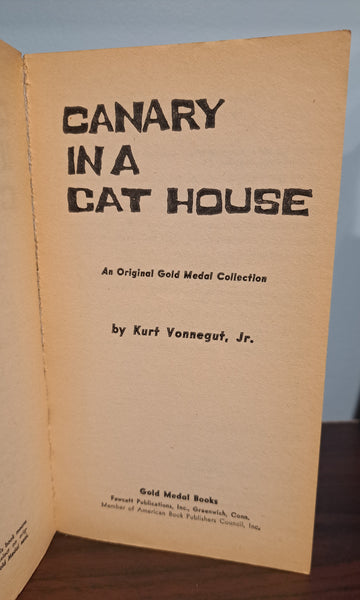 CANARY
IN A
CAT HOUSE
An Original Gold Medal Collection
by Kurt Vonnegut, Jr.
Gold Medal Books
Fawcett Publications, Inc., Greenwich, Conn.
Member of American Book Publishers Council, Inc.